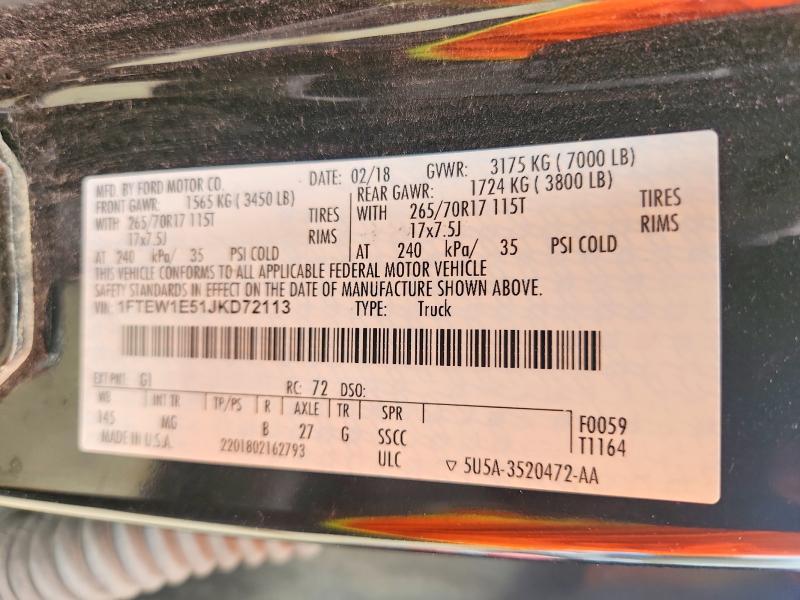 MFD. BY FORD MOTOR CO. DATE: 02/18 GVWR: 3175 KG ( 7000 LB)
FRONT GAWR: 1565 KG ( 3450 LB) REAR GAWR: 1724 KG ( 3800 LB)
WITH 265/70R17 115T TIRES WITH 265/70R17 115T TIRES
17x7.5J RIMS 17x7.5J RIMS
AT 240 kPa/ 35 PSI COLD AT 240 kPa/ 35 PSI COLD
THIS VEHICLE CONFORMS TO ALL APPLICABLE FEDERAL MOTOR VEHICLE
SAFETY STANDARDS IN EFFECT ON THE DATE OF MANUFACTURE SHOWN ABOVE.
VIN: 1FTEW1E51JKD72113 TYPE: Truck
EXT PNT: G1 RC: 72 DSO:
WB INT TR TP/PS R AXLE TR SPR
145 MG B 27 G SSCC F0059
MADE IN U.S.A. 2201802162793 ULC T1164
▽ 5U5A-3520472-AA